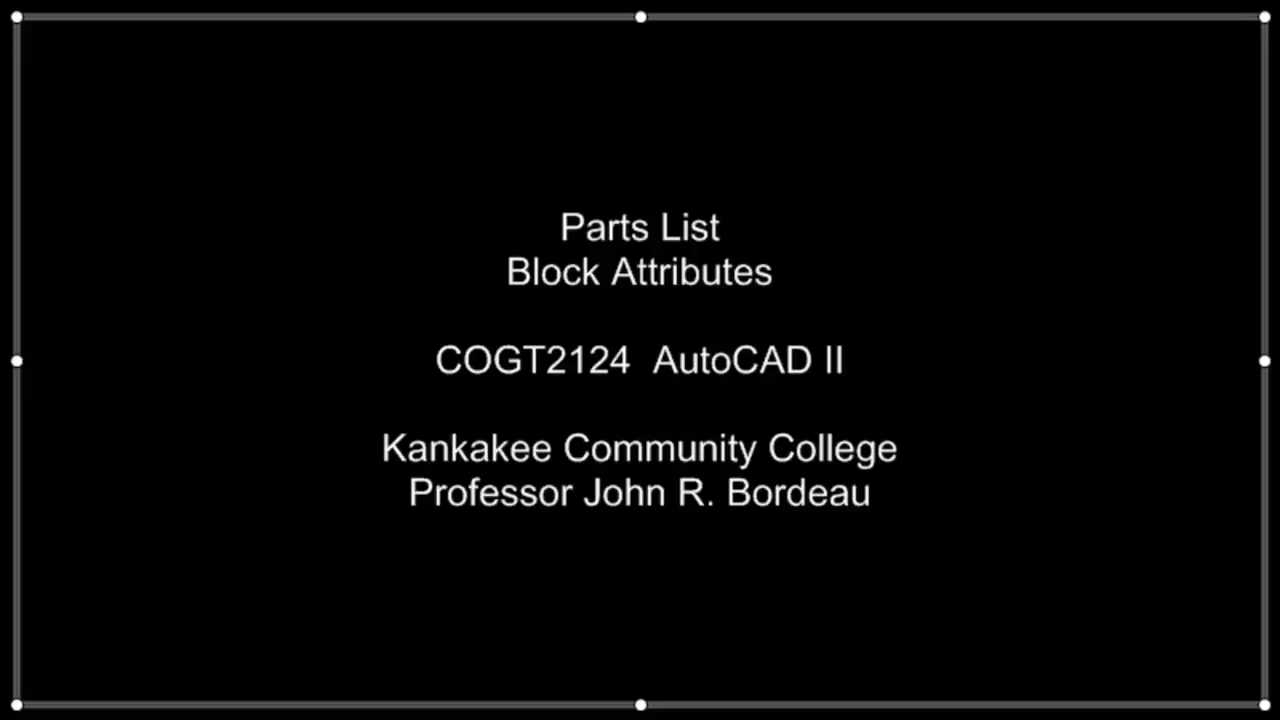 Parts List
Block Attributes
COGT2124  AutoCAD II
Kankakee Community College
Professor John R. Bordeau